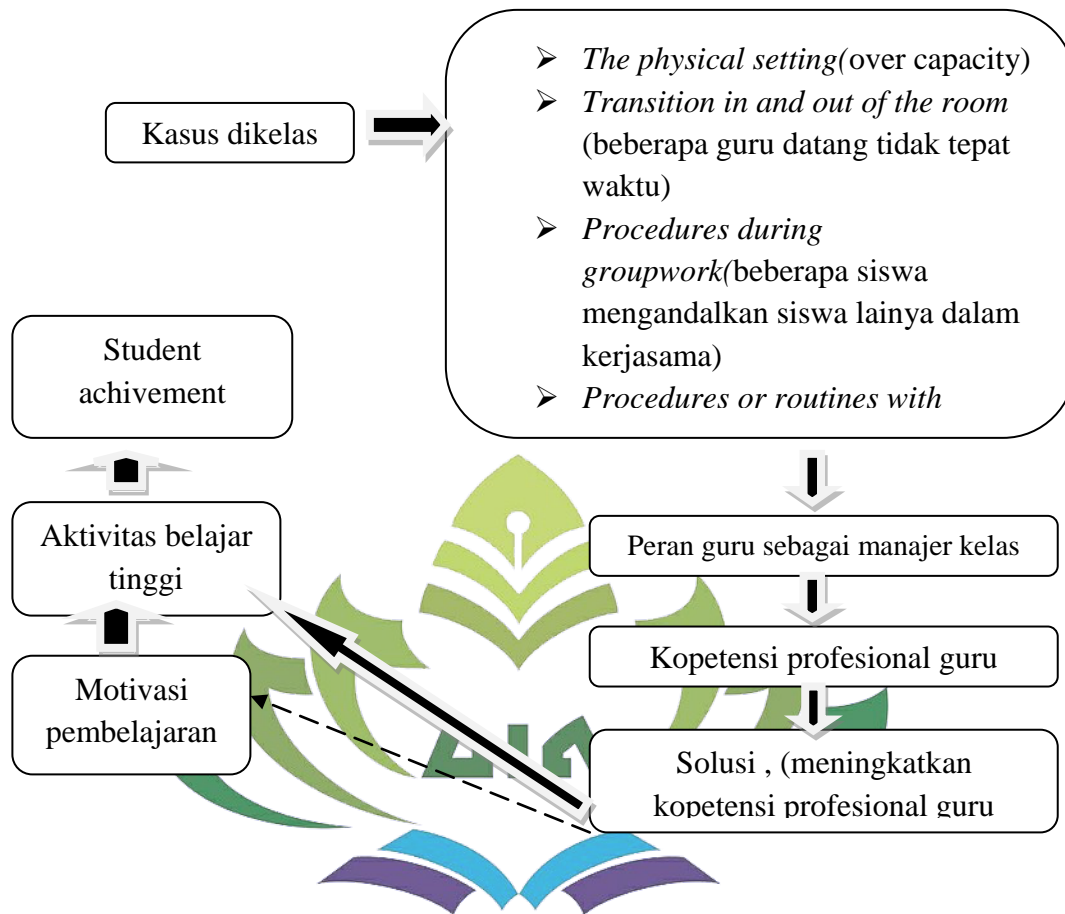 Kasus dikelas
➢ The physical setting(over capacity)
➢ Transition in and out of the room
(beberapa guru datang tidak tepat
waktu)
➢ Procedures during
groupwork(beberapa siswa
mengandalkan siswa lainya dalam
kerjasama)
➢ Procedures or routines with
Student
achivement
Aktivitas belajar
tinggi
Motivasi
pembelajaran
Peran guru sebagai manajer kelas
Kopetensi profesional guru
Solusi , (meningkatkan
kopetensi profesional guru